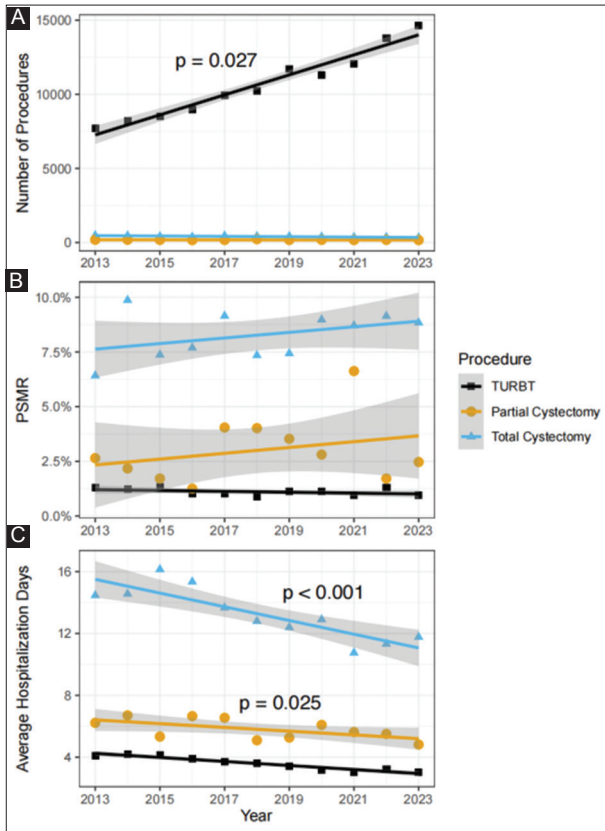 A
Number of Procedures
15000
10000
5000
0
p = 0.027
2013 2015 2017 2019 2021 2023
B
PSMR
10.0%
7.5%
5.0%
2.5%
0.0%
2013 2015 2017 2019 2021 2023
Procedure
TURBT
Partial Cystectomy
Total Cystectomy
C
Average Hospitalization Days
16
12
8
4
p < 0.001
p = 0.025
2013 2015 2017 2019 2021 2023
Year